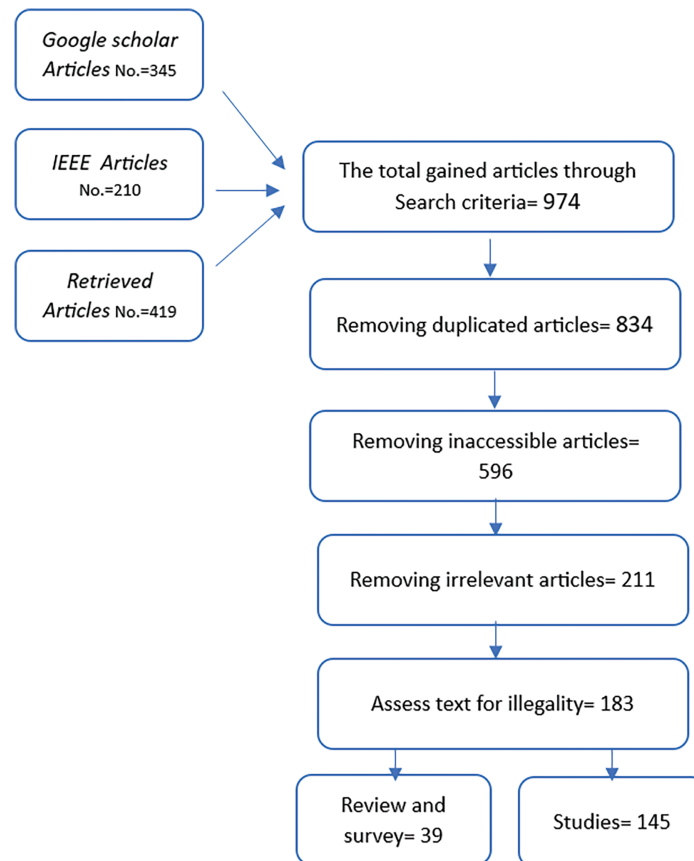 Google scholar
Articles No.=345
IEEE Articles
No.=210
Retrieved
Articles No.=419
The total gained articles through
Search criteria= 974
Removing duplicated articles= 834
Removing inaccessible articles=
596
Removing irrelevant articles= 211
Assess text for illegality= 183
Review and
survey= 39
Studies= 145